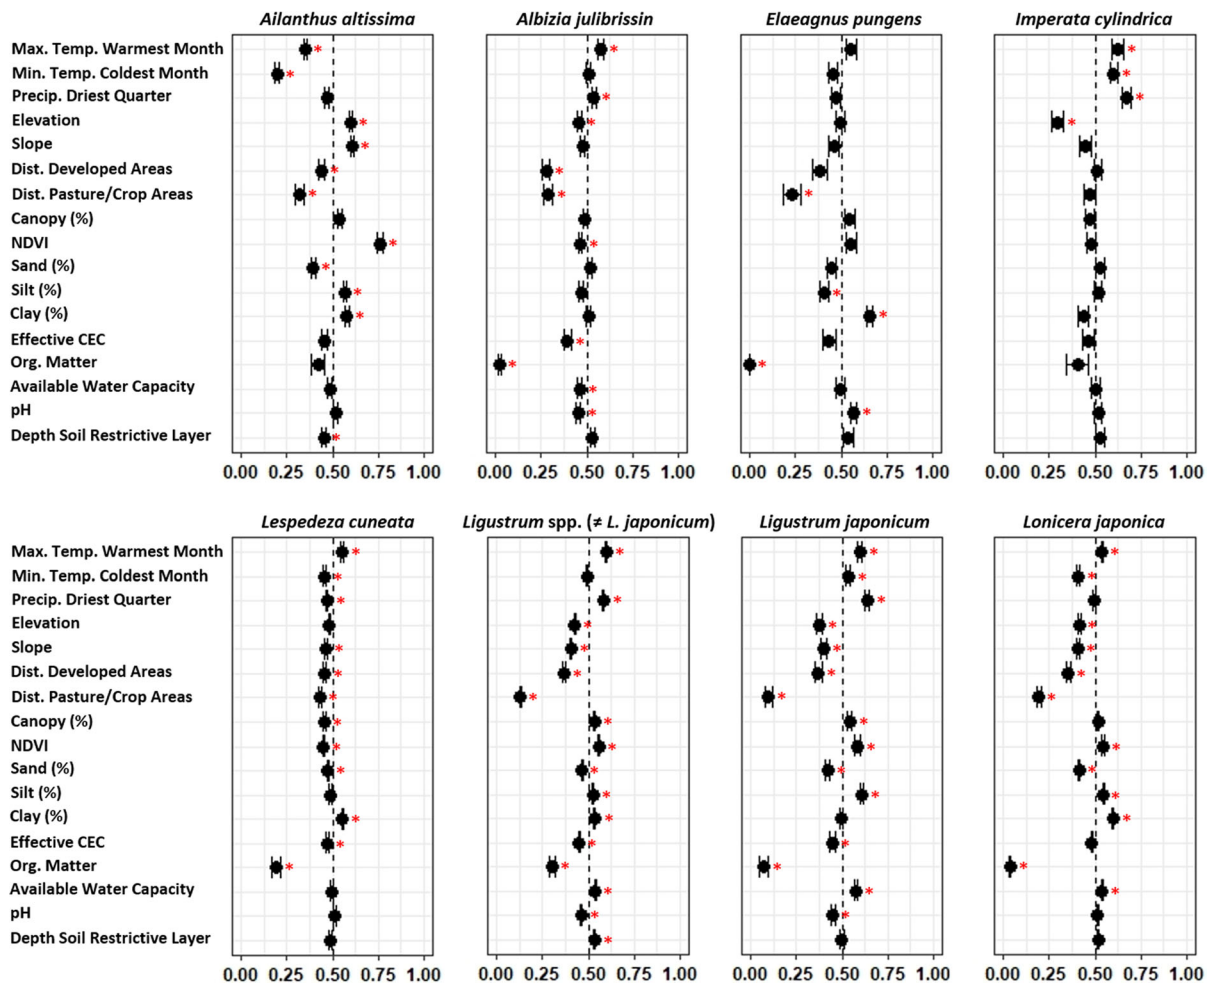 Ailanthus altissima Albizia julibrissin Elaeagnus pungens Imperata cylindrica
Max. Temp. Warmest Month * * *
Min. Temp. Coldest Month * *
Precip. Driest Quarter * *
Elevation * * *
Slope *
Dist. Developed Areas * *
Dist. Pasture/Crop Areas * * *
Canopy (%)
NDVI * *
Sand (%) *
Silt (%) * *
Clay (%) * *
Effective CEC *
Org. Matter * *
Available Water Capacity *
pH * *
Depth Soil Restrictive Layer *
0.00 0.25 0.50 0.75 1.00 0.00 0.25 0.50 0.75 1.00 0.00 0.25 0.50 0.75 1.00 0.00 0.25 0.50 0.75 1.00
Lespedeza cuneata Ligustrum spp. (≠ L. japonicum) Ligustrum japonicum Lonicera japonica
Max. Temp. Warmest Month * * * *
Min. Temp. Coldest Month * * *
Precip. Driest Quarter * * *
Elevation * * *
Slope * * * *
Dist. Developed Areas * * * *
Dist. Pasture/Crop Areas * * * *
Canopy (%) * * *
NDVI * * * *
Sand (%) * * * *
Silt (%) * * *
Clay (%) * * *
Effective CEC * * *
Org. Matter * * * *
Available Water Capacity * * *
pH * *
Depth Soil Restrictive Layer *
0.00 0.25 0.50 0.75 1.00 0.00 0.25 0.50 0.75 1.00 0.00 0.25 0.50 0.75 1.00 0.00 0.25 0.50 0.75 1.00